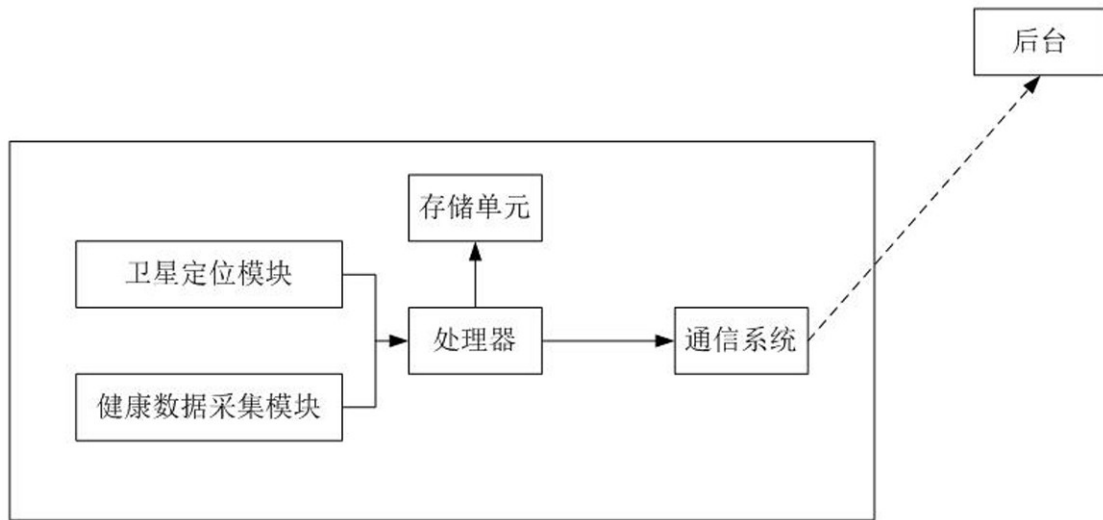 后台
存储单元
卫星定位模块
处理器
通信系统
健康数据采集模块